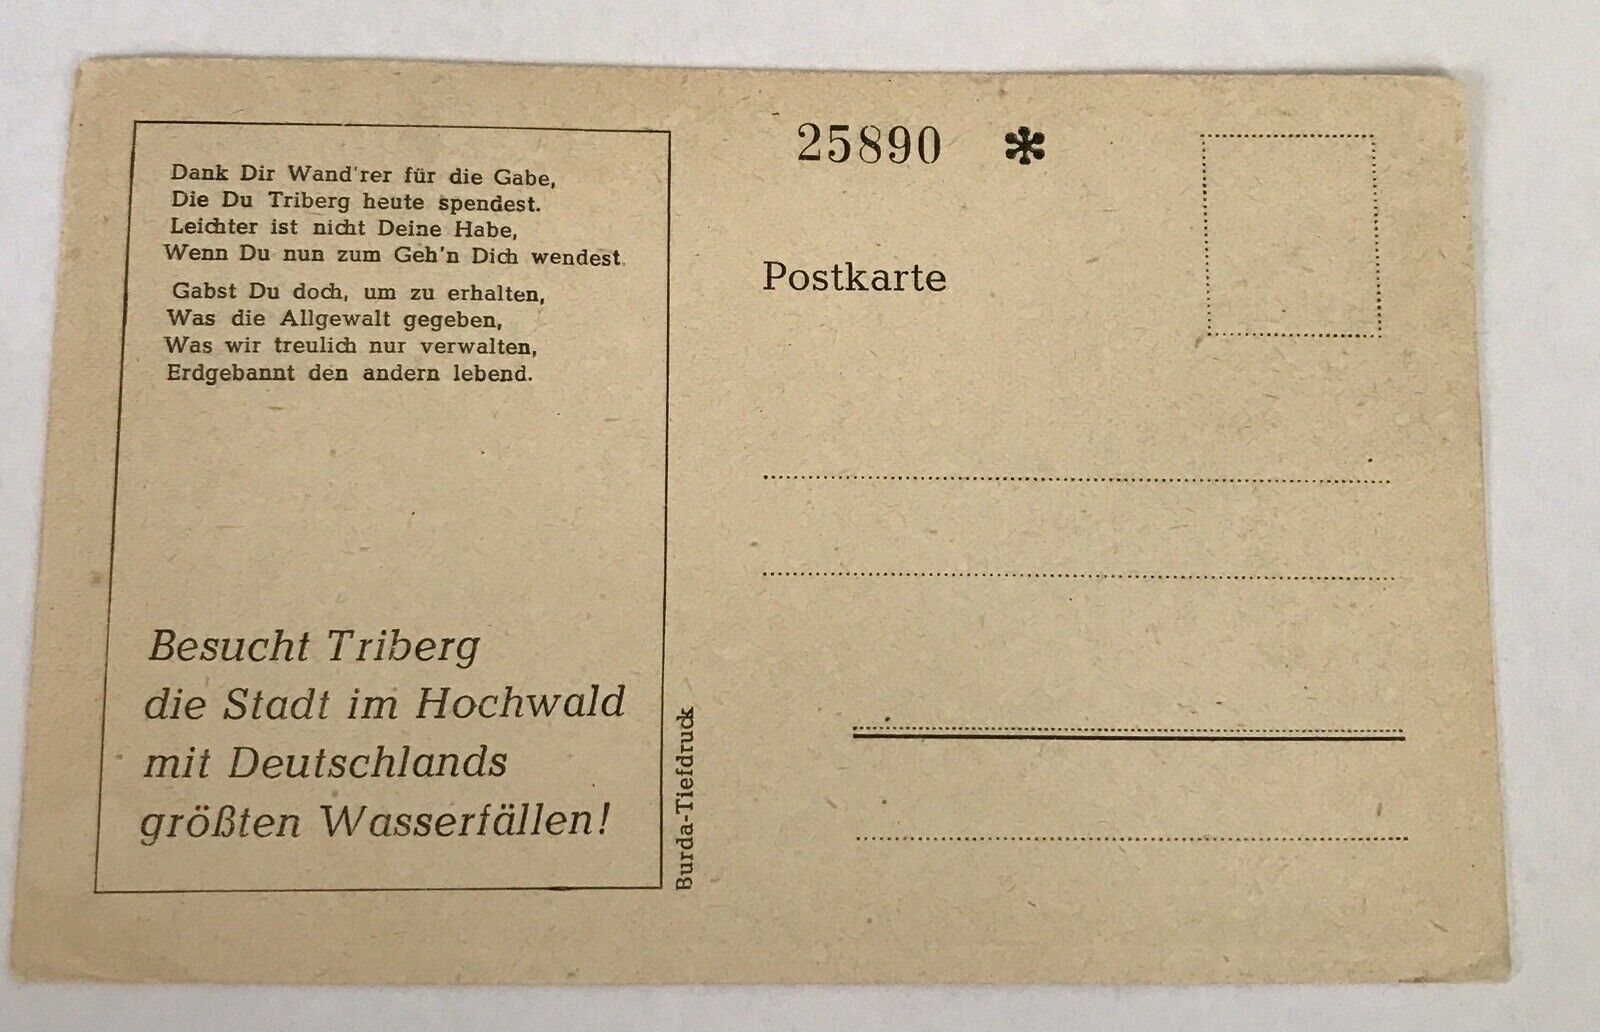 Dank Dir Wand'rer für die Gabe,
Die Du Triberg heute spendest.
Leichter ist nicht Deine Habe,
Wenn Du nun zum Geh'n Dich wendest.
Gabst Du doch, um zu erhalten,
Was die Allgewalt gegeben,
Was wir treulich nur verwalten,
Erdgebannt den andern lebend.
Besucht Triberg
die Stadt im Hochwald
mit Deutschlands
größten Wasserfällen!
Burda-Tiefdruck
25890 *
Postkarte